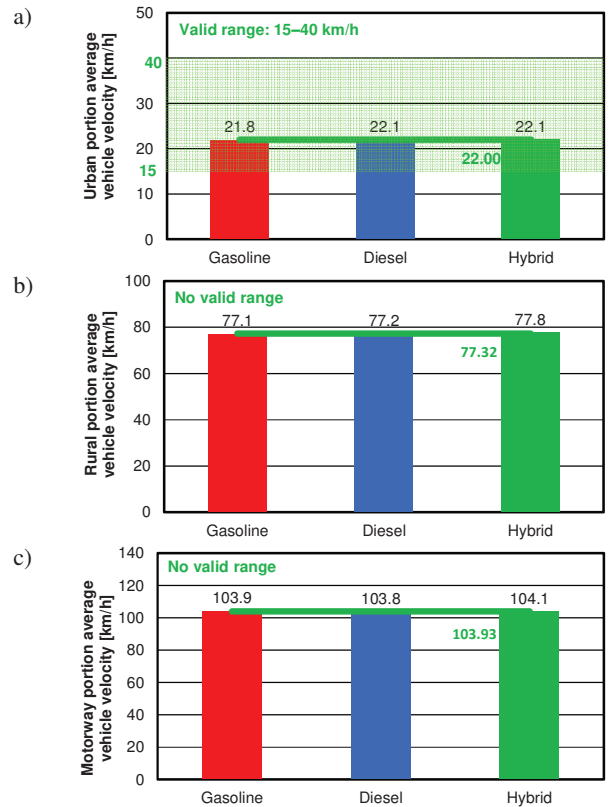 a)
Urban portion average
vehicle velocity [km/h]
50
40
30
20
10
0
40
15
Valid range: 15–40 km/h
21.8
22.1
22.1
22.00
Gasoline
Diesel
Hybrid
b)
Rural portion average
vehicle velocity [km/h]
100
80
60
40
20
0
No valid range
77.1
77.2
77.8
77.32
Gasoline
Diesel
Hybrid
c)
Motorway portion average
vehicle velocity [km/h]
140
120
100
80
60
40
20
0
No valid range
103.9
103.8
104.1
103.93
Gasoline
Diesel
Hybrid